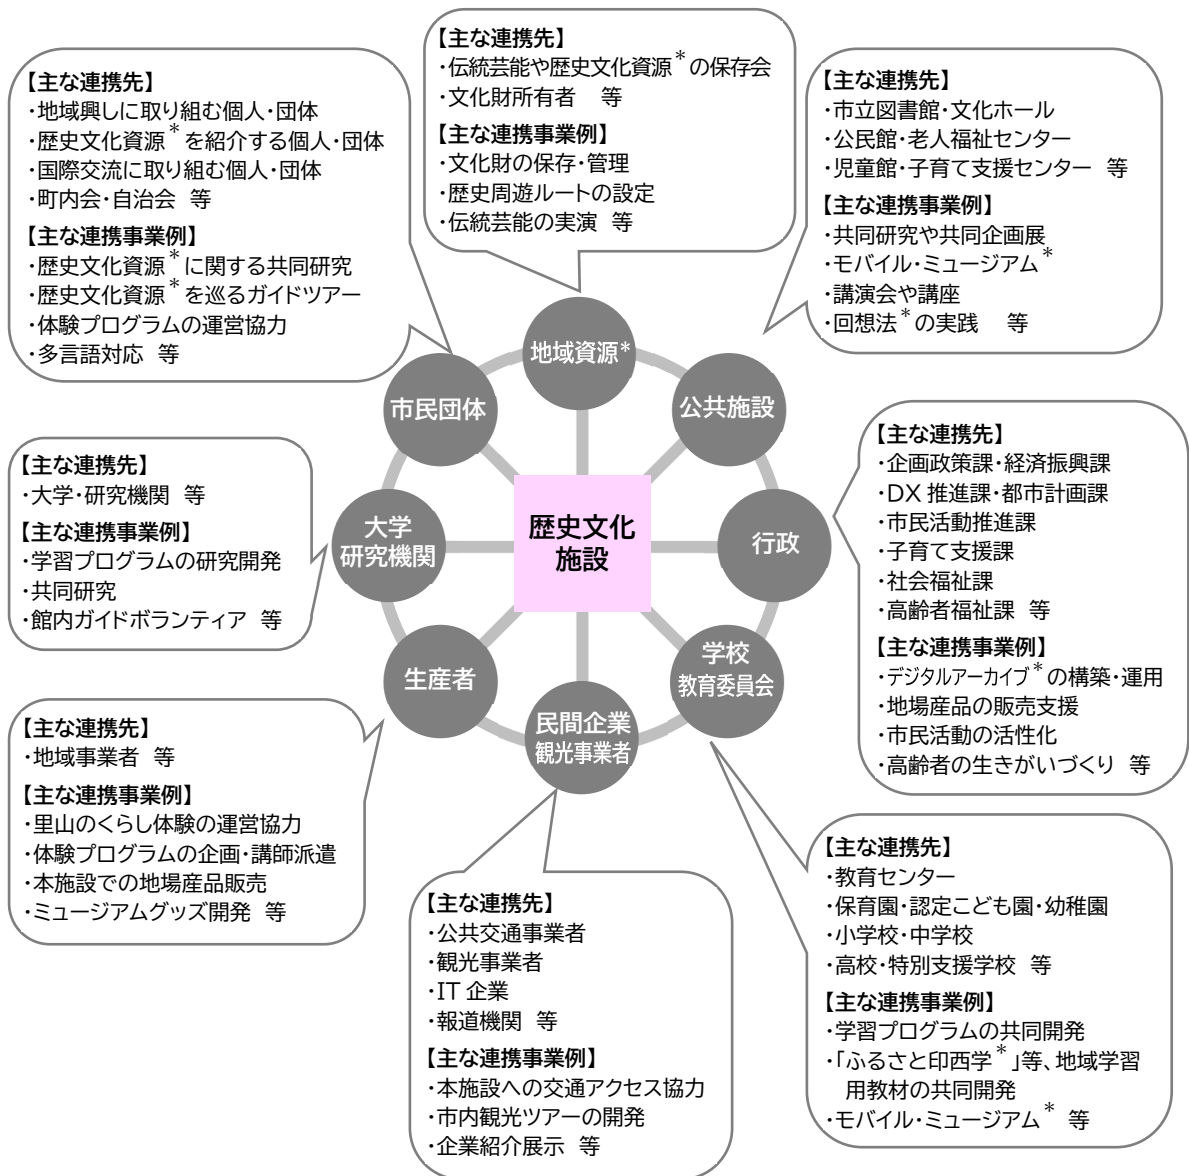 【主な連携先】
・伝統芸能や歴史文化資源*の保存会
・文化財所有者 等
【主な連携事業例】
・文化財の保存・管理
・歴史周遊ルートの設定
・伝統芸能の実演 等
【主な連携先】
・地域興しに取り組む個人・団体
・歴史文化資源*を紹介する個人・団体
・国際交流に取り組む個人・団体
・町内会・自治会 等
【主な連携事業例】
・歴史文化資源*に関する共同研究
・歴史文化資源*を巡るガイドツアー
・体験プログラムの運営協力
・多言語対応 等
【主な連携先】
・市立図書館・文化ホール
・公民館・老人福祉センター
・児童館・子育て支援センター 等
【主な連携事業例】
・共同研究や共同企画展
・モバイル・ミュージアム*
・講演会や講座
・回想法*の実践 等
地域資源*
市民団体
公共施設
大学
研究機関
歴史文化
施設
行政
生産者
学校
教育委員会
民間企業
観光事業者
【主な連携先】
・大学・研究機関 等
【主な連携事業例】
・学習プログラムの研究開発
・共同研究
・館内ガイドボランティア 等
【主な連携先】
・企画政策課・経済振興課
・DX 推進課・都市計画課
・市民活動推進課
・子育て支援課
・社会福祉課
・高齢者福祉課 等
【主な連携事業例】
・デジタルアーカイブ*の構築・運用
・地場産品の販売支援
・市民活動の活性化
・高齢者の生きがいづくり 等
【主な連携先】
・地域事業者 等
【主な連携事業例】
・里山のくらし体験の運営協力
・体験プログラムの企画・講師派遣
・本施設での地場産品販売
・ミュージアムグッズ開発 等
【主な連携先】
・公共交通事業者
・観光事業者
・IT 企業
・報道機関 等
【主な連携事業例】
・本施設への交通アクセス協力
・市内観光ツアーの開発
・企業紹介展示 等
【主な連携先】
・教育センター
・保育園・認定こども園・幼稚園
・小学校・中学校
・高校・特別支援学校 等
【主な連携事業例】
・学習プログラムの共同開発
・「ふるさと印西学*」等、地域学習
用教材の共同開発
・モバイル・ミュージアム* 等